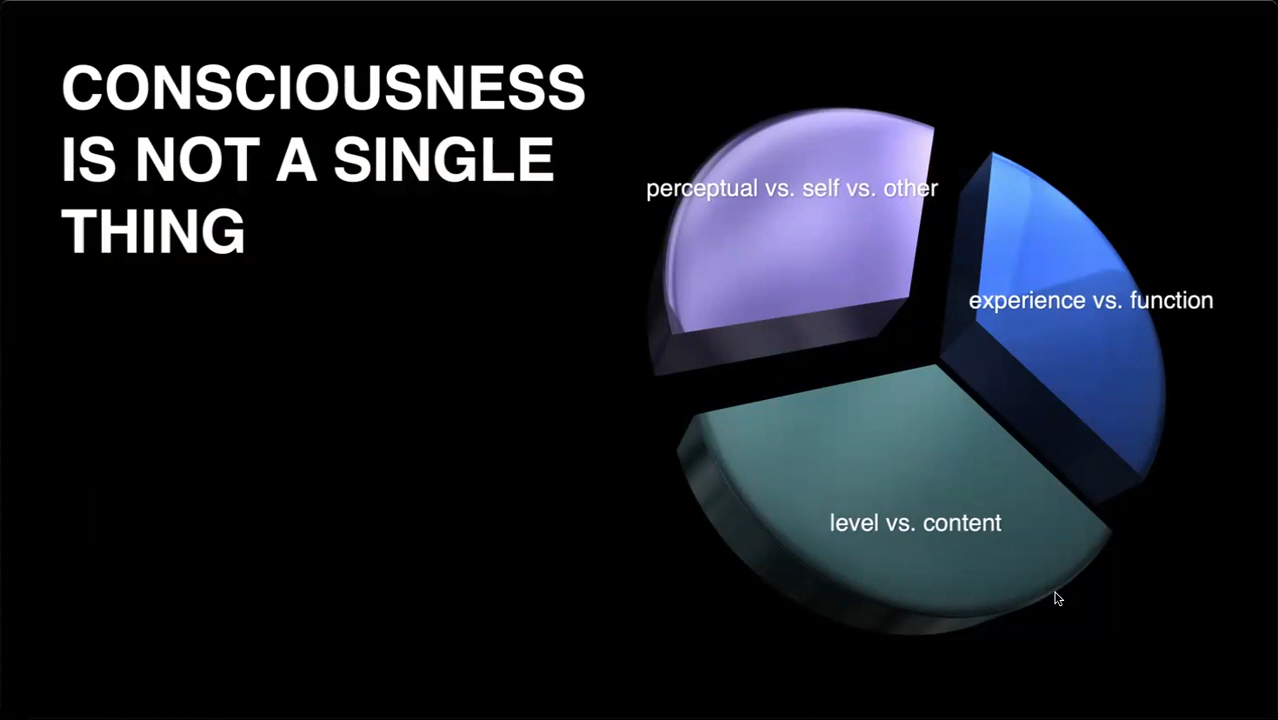 CONSCIOUSNESS
IS NOT A SINGLE
THING
perceptual vs. self vs. other
experience vs. function
level vs. content